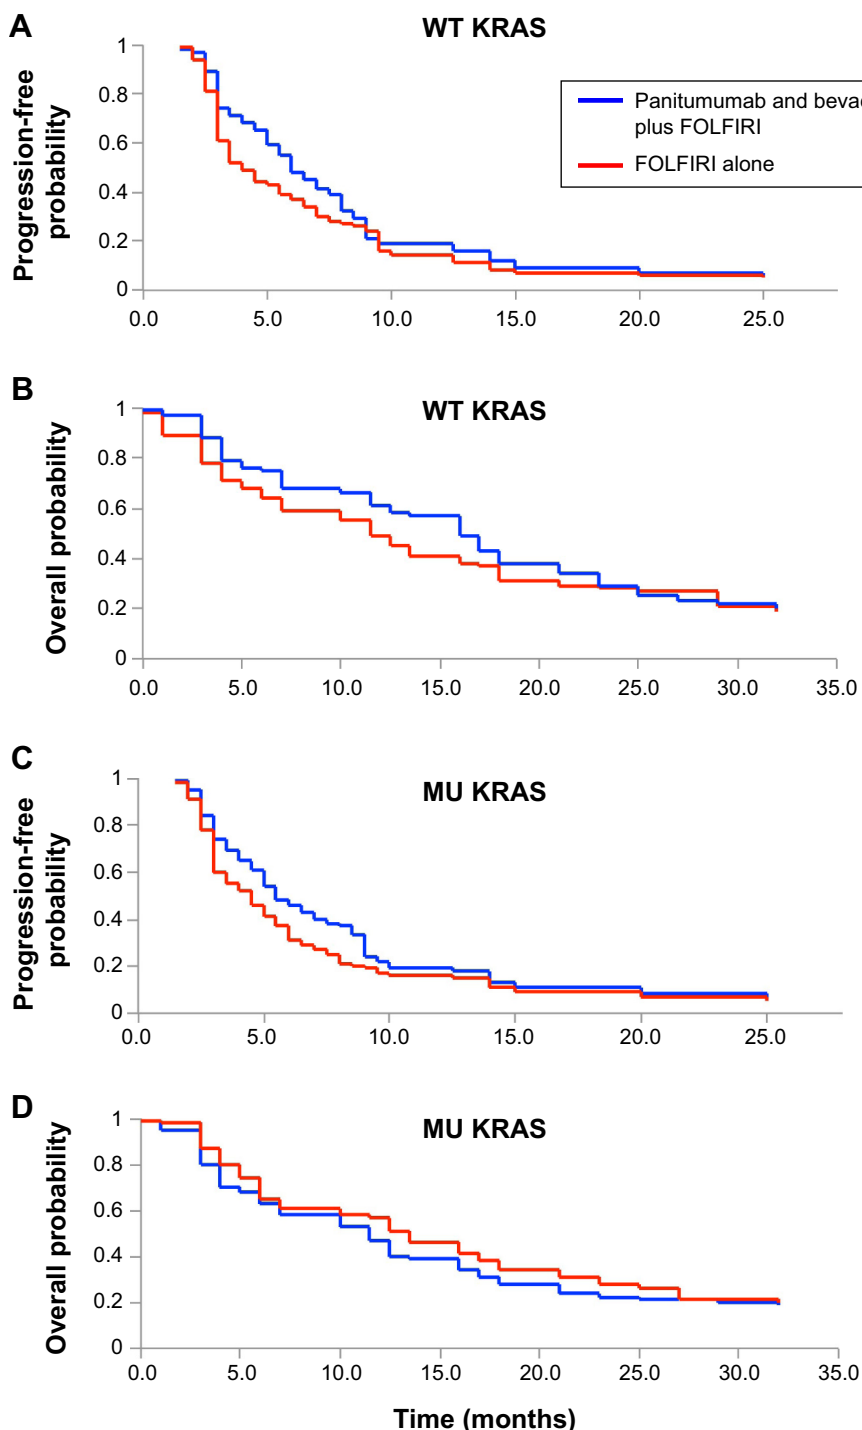 A
WT KRAS
Progression-free
probability
1
0.8
0.6
0.4
0.2
0
0.0 5.0 10.0 15.0 20.0 25.0
Panitumumab and bevac
plus FOLFIRI
FOLFIRI alone
B
WT KRAS
Overall probability
1
0.8
0.6
0.4
0.2
0
0.0 5.0 10.0 15.0 20.0 25.0 30.0 35.0
C
MU KRAS
Progression-free
probability
1
0.8
0.6
0.4
0.2
0
0.0 5.0 10.0 15.0 20.0 25.0
D
MU KRAS
Overall probability
1
0.8
0.6
0.4
0.2
0
0.0 5.0 10.0 15.0 20.0 25.0 30.0 35.0
Time (months)